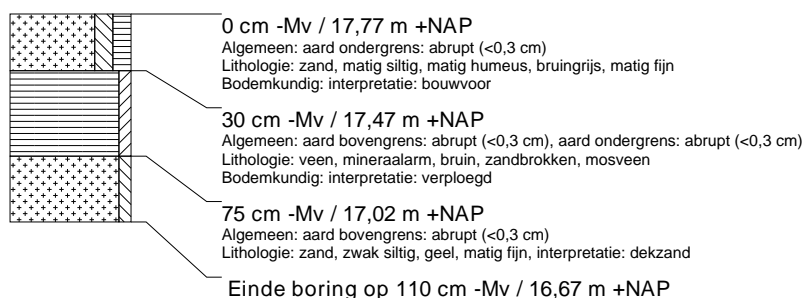 0 cm -Mv / 17,77 m +NAP
Algemeen: aard ondergrens: abrupt (<0,3 cm)
Lithologie: zand, matig siltig, matig humeus, bruingrijs, matig fijn
Bodemkundig: interpretatie: bouwvoor
30 cm -Mv / 17,47 m +NAP
Algemeen: aard bovengrens: abrupt (<0,3 cm), aard ondergrens: abrupt (<0,3 cm)
Lithologie: veen, mineraalarm, bruin, zandbrokken, mosveen
Bodemkundig: interpretatie: verploegd
75 cm -Mv / 17,02 m +NAP
Algemeen: aard bovengrens: abrupt (<0,3 cm)
Lithologie: zand, zwak siltig, geel, matig fijn, interpretatie: dekzand
Einde boring op 110 cm -Mv / 16,67 m +NAP